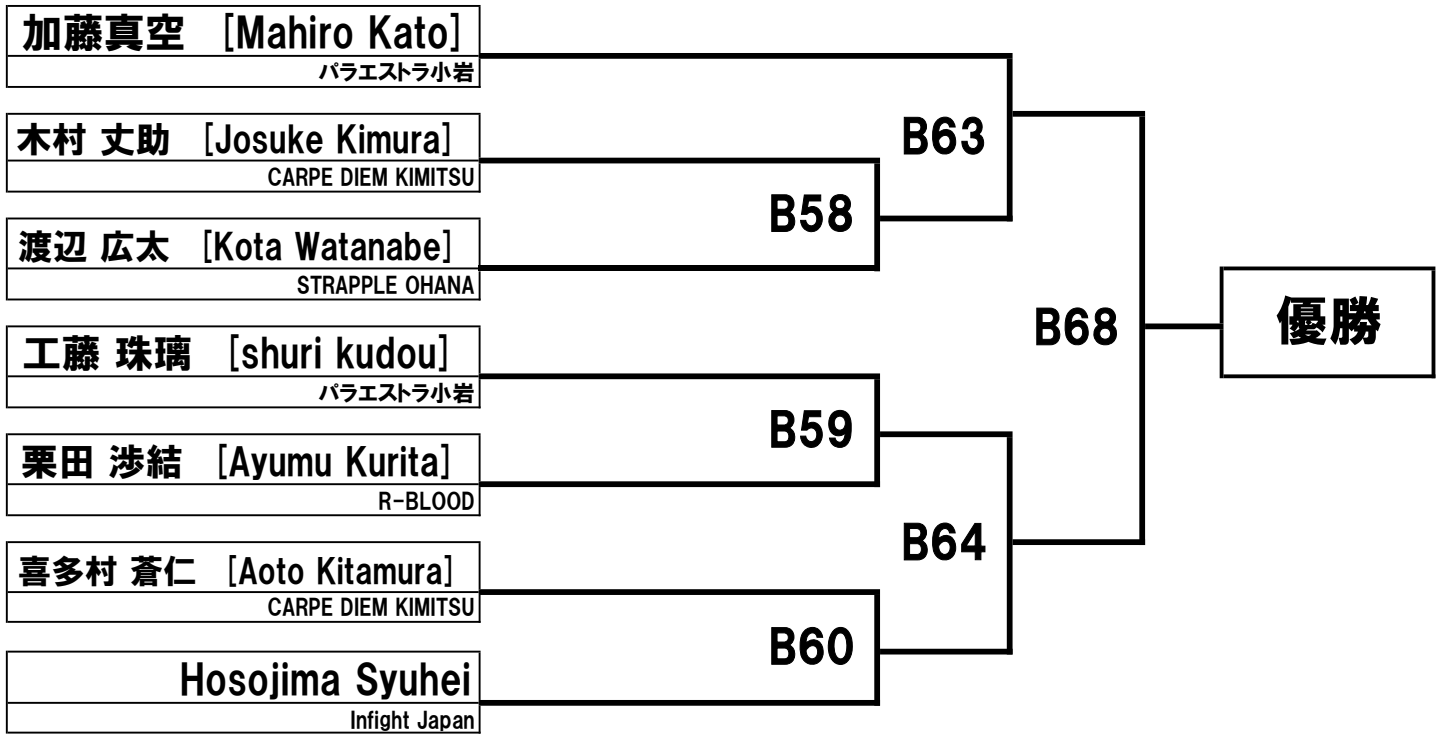 加藤真空 [Mahiro Kato]
パラエストラ小岩
木村 丈助 [Josuke Kimura]
CARPE DIEM KIMITSU
渡辺 広太 [Kota Watanabe]
STRAPPLE OHANA
工藤 珠璃 [shuri kudou]
パラエストラ小岩
栗田 渉結 [Ayumu Kurita]
R-BLOOD
喜多村 蒼仁 [Aoto Kitamura]
CARPE DIEM KIMITSU
Hosojima Syuhei
Infight Japan
B58
B59
B60
B63
B64
B68
優勝